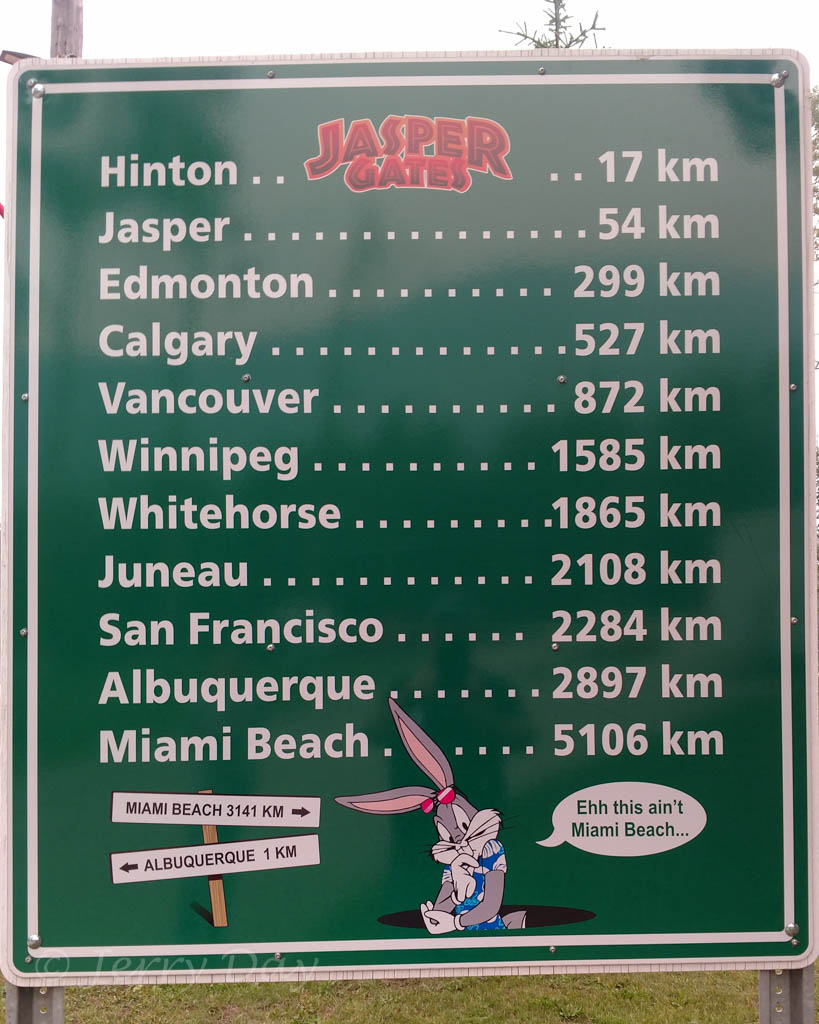 JASPER
GATES
Hinton . . . . 17 km
Jasper . . . . . . . . . . . . . . . 54 km
Edmonton . . . . . . . . . . 299 km
Calgary . . . . . . . . . . . . . 527 km
Vancouver . . . . . . . . . . 872 km
Winnipeg . . . . . . . . . . 1585 km
Whitehorse . . . . . . . . . 1865 km
Juneau . . . . . . . . . . . . 2108 km
San Francisco . . . . . . 2284 km
Albuquerque . . . . . . . 2897 km
Miami Beach . . . . . 5106 km
MIAMI BEACH 3141 KM →
← ALBUQUERQUE 1 KM
Ehh this ain't
Miami Beach...
© Jerry Day